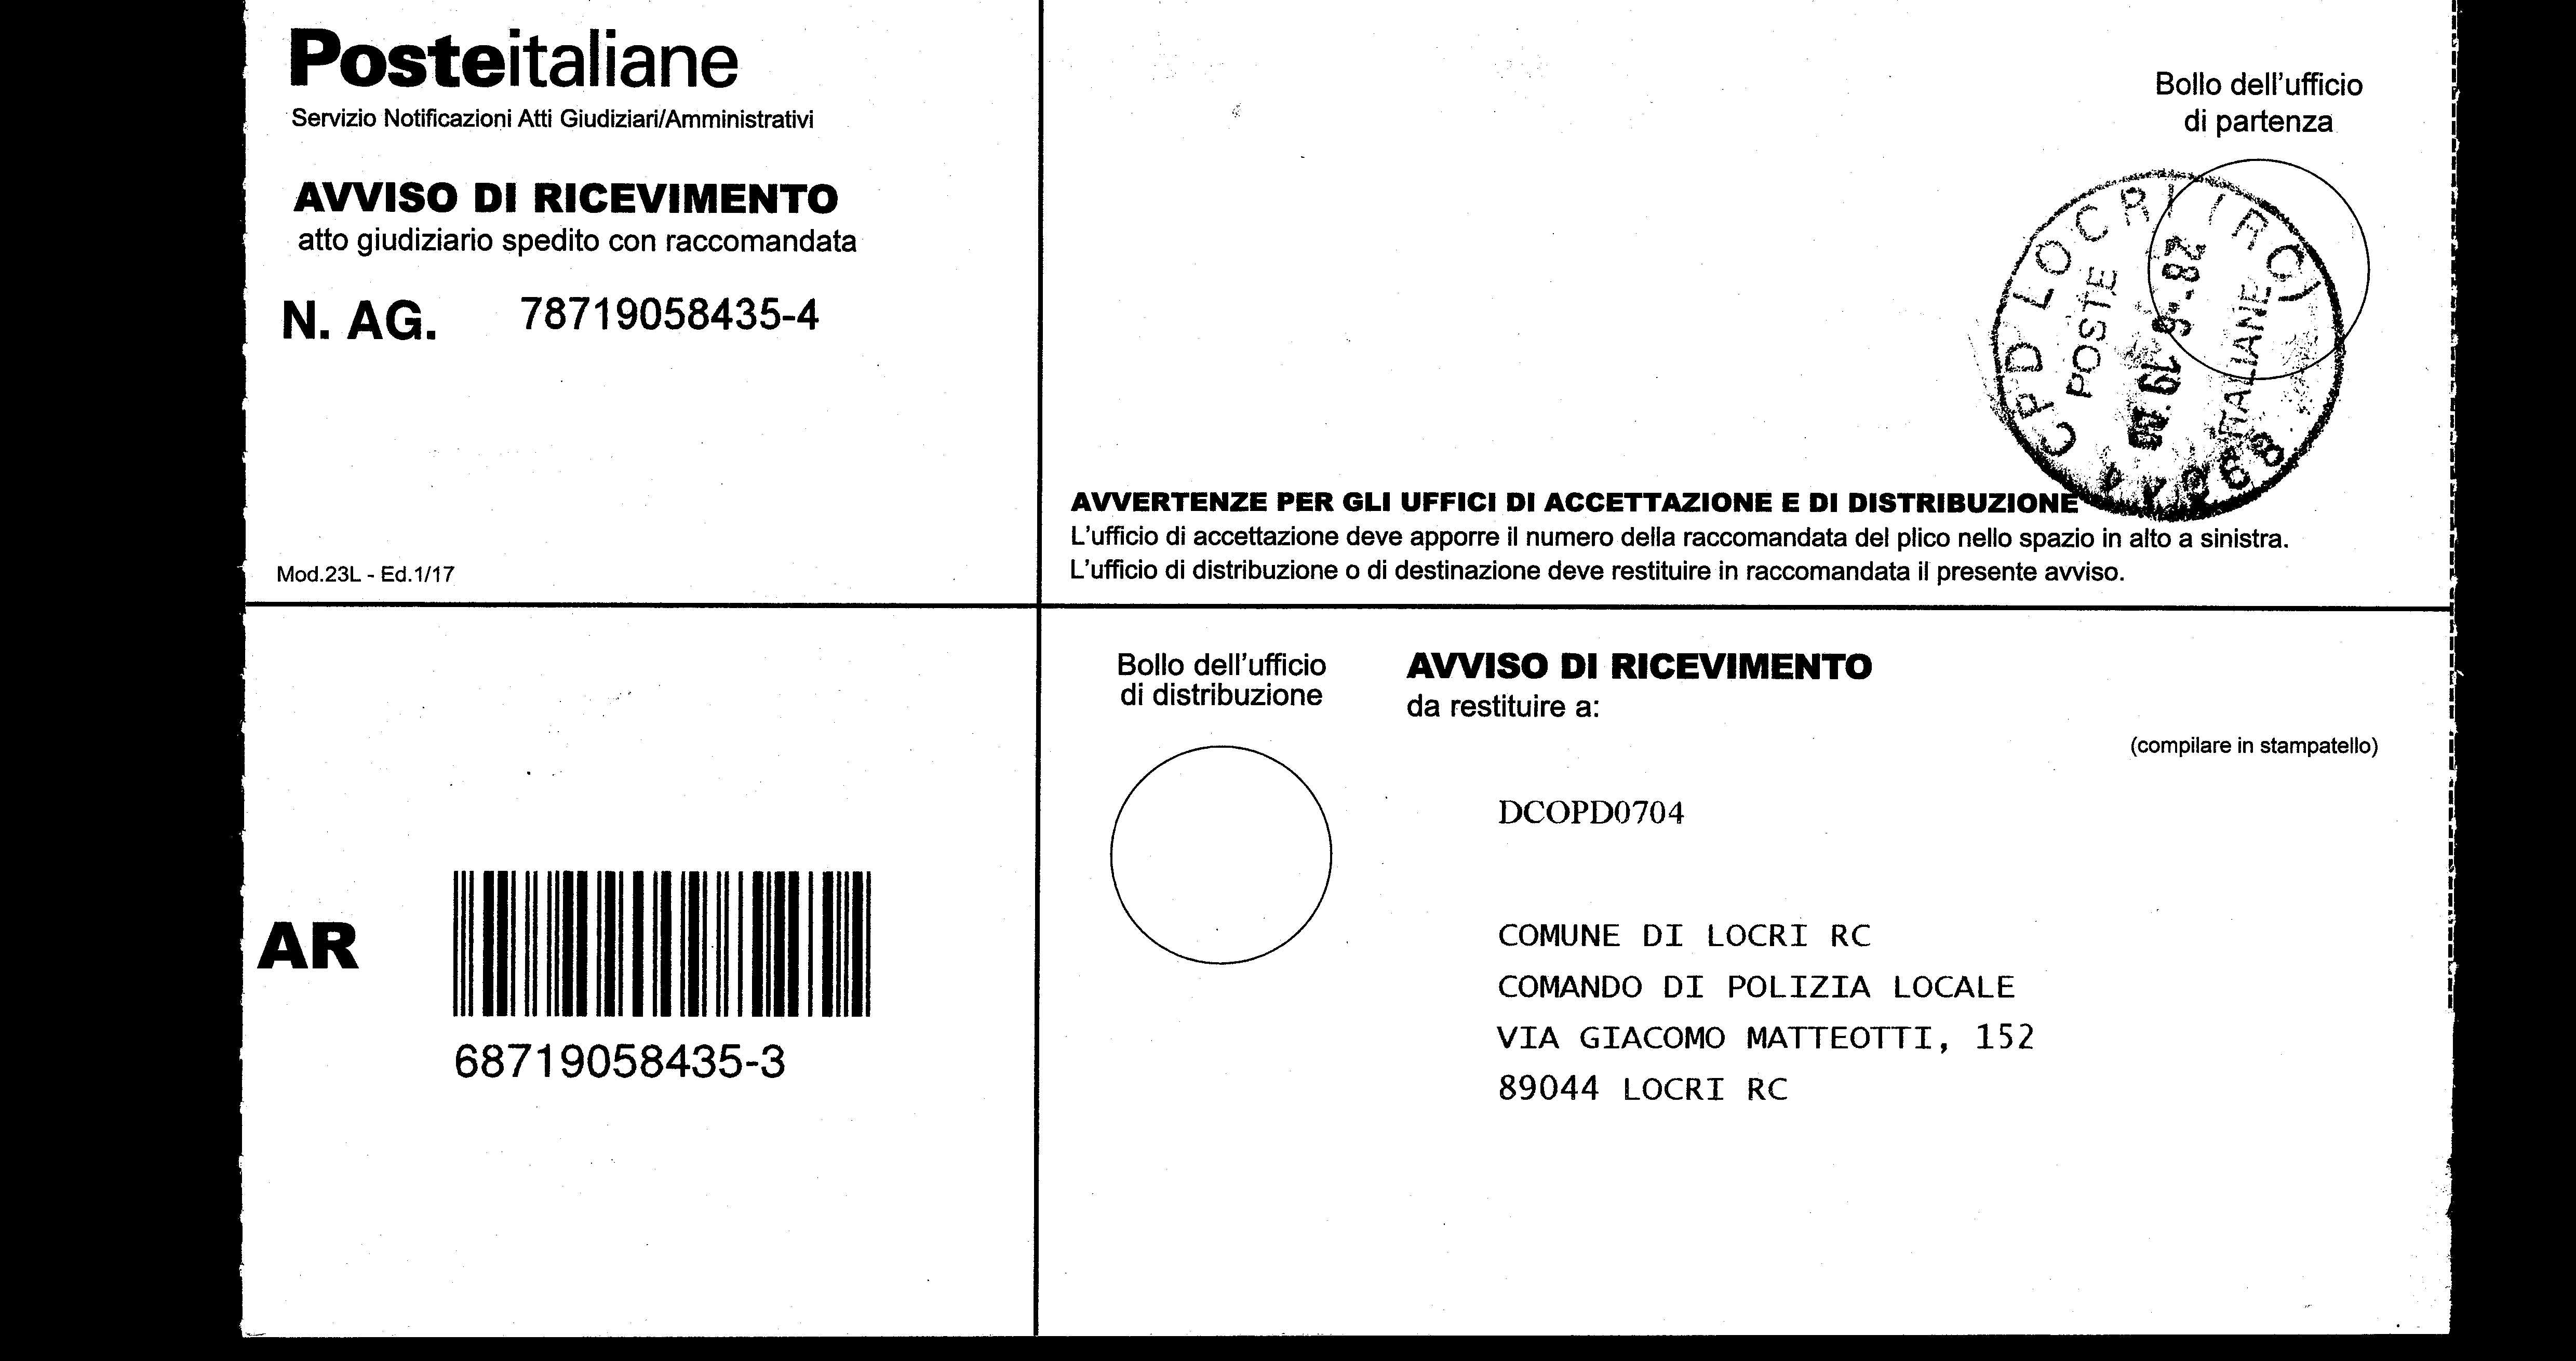 Posteitaliane
Servizio Notificazioni Atti Giudiziari/Amministrativi
AVVISO DI RICEVIMENTO
atto giudiziario spedito con raccomandata
N. AG. 78719058435-4
Mod.23L - Ed.1/17
Bollo dell'ufficio
di partenza
CPD LOCRI (RC)
POSTE
28-6-19
ITALIANE
AVVERTENZE PER GLI UFFICI DI ACCETTAZIONE E DI DISTRIBUZIONE
L'ufficio di accettazione deve apporre il numero della raccomandata del plico nello spazio in alto a sinistra.
L'ufficio di distribuzione o di destinazione deve restituire in raccomandata il presente avviso.
AR
68719058435-3
Bollo dell'ufficio
di distribuzione
AVVISO DI RICEVIMENTO
da restituire a:
(compilare in stampatello)
DCOPD0704
COMUNE DI LOCRI RC
COMANDO DI POLIZIA LOCALE
VIA GIACOMO MATTEOTTI, 152
89044 LOCRI RC